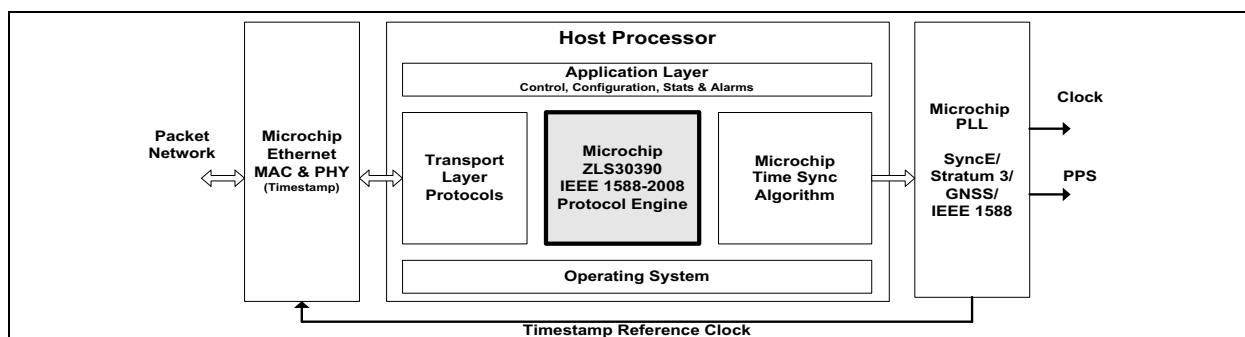 Host Processor
Application Layer
Control, Configuration, Stats & Alarms
Packet
Network
Microchip
Ethernet
MAC & PHY
(Timestamp)
Transport
Layer
Protocols
Microchip
ZLS30390
IEEE 1588-2008
Protocol Engine
Microchip
Time Sync
Algorithm
Operating System
Microchip
PLL
SyncE/
Stratum 3/
GNSS/
IEEE 1588
Clock
PPS
Timestamp Reference Clock